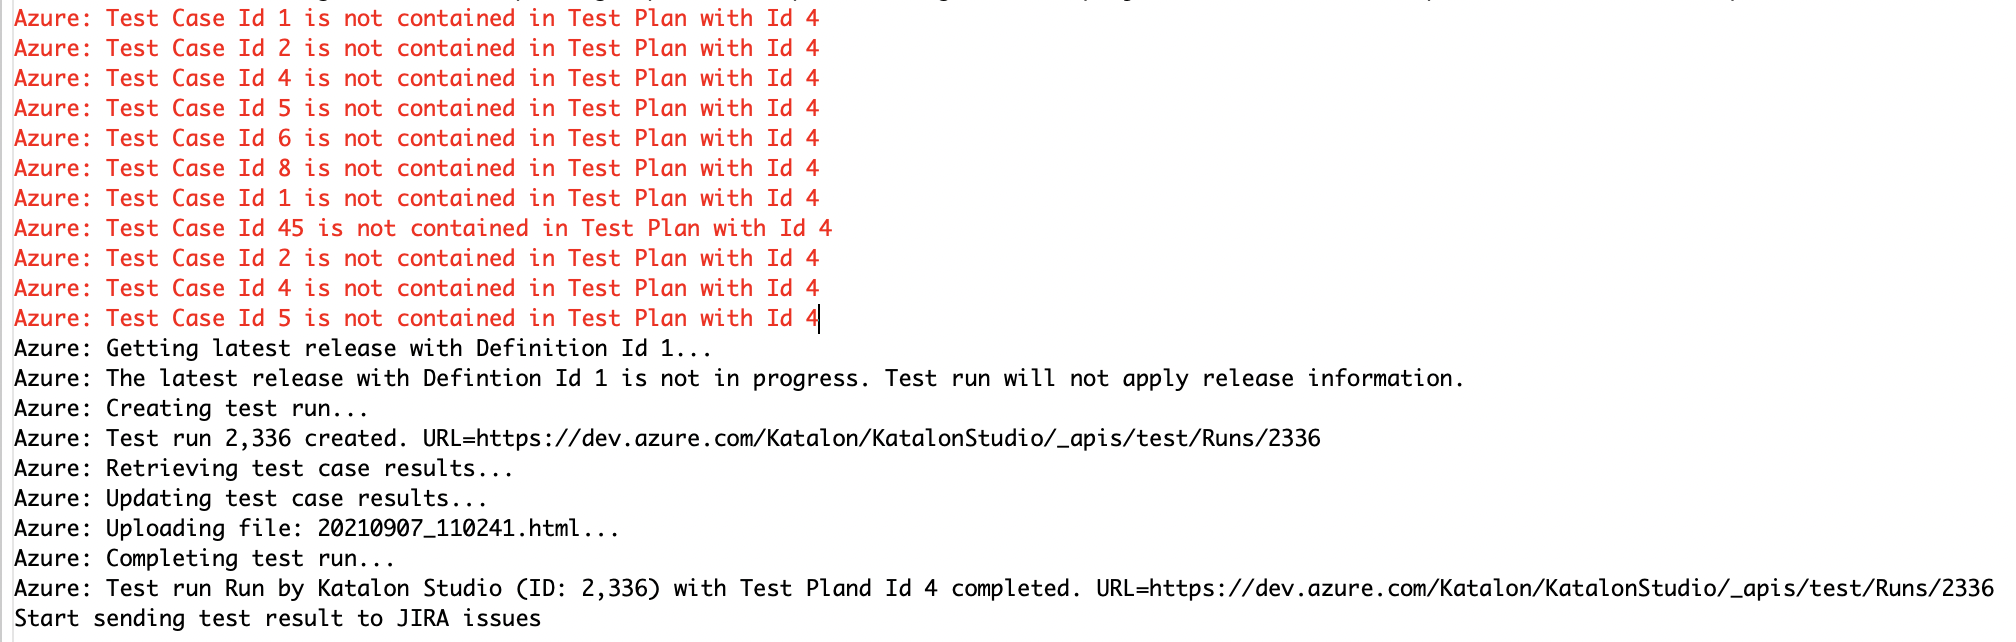 Azure: Test Case Id 1 is not contained in Test Plan with Id 4
Azure: Test Case Id 2 is not contained in Test Plan with Id 4
Azure: Test Case Id 4 is not contained in Test Plan with Id 4
Azure: Test Case Id 5 is not contained in Test Plan with Id 4
Azure: Test Case Id 6 is not contained in Test Plan with Id 4
Azure: Test Case Id 8 is not contained in Test Plan with Id 4
Azure: Test Case Id 1 is not contained in Test Plan with Id 4
Azure: Test Case Id 45 is not contained in Test Plan with Id 4
Azure: Test Case Id 2 is not contained in Test Plan with Id 4
Azure: Test Case Id 4 is not contained in Test Plan with Id 4
Azure: Test Case Id 5 is not contained in Test Plan with Id 4
Azure: Getting latest release with Definition Id 1...
Azure: The latest release with Defintion Id 1 is not in progress. Test run will not apply release information.
Azure: Creating test run...
Azure: Test run 2,336 created. URL=https://dev.azure.com/Katalon/KatalonStudio/_apis/test/Runs/2336
Azure: Retrieving test case results...
Azure: Updating test case results...
Azure: Uploading file: 20210907_110241.html...
Azure: Completing test run...
Azure: Test run Run by Katalon Studio (ID: 2,336) with Test Pland Id 4 completed. URL=https://dev.azure.com/Katalon/KatalonStudio/_apis/test/Runs/2336
Start sending test result to JIRA issues